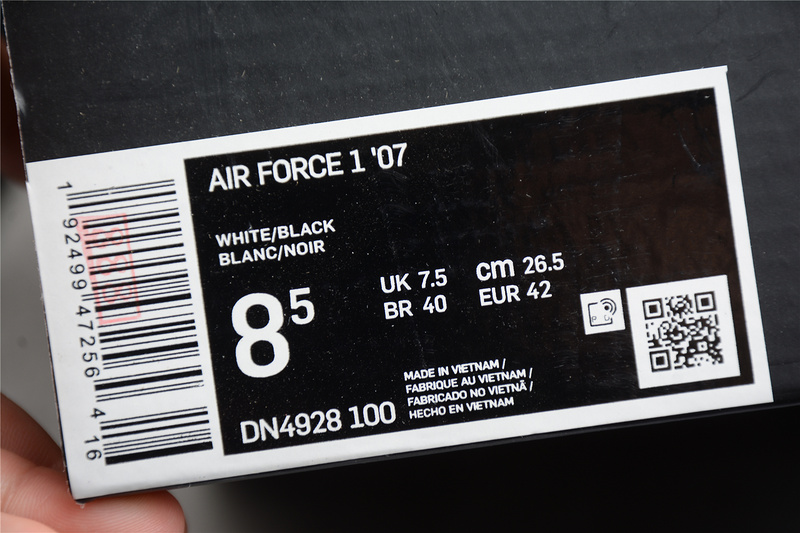 AIR FORCE 1 '07
WHITE/BLACK
BLANC/NOIR
8 5
UK 7.5
cm 26.5
BR 40
EUR 42
MADE IN VIETNAM /
FABRIQUE AU VIETNAM /
FABRICADO NO VIETNÃ /
HECHO EN VIETNAM
DN4928 100
1 92499 47256 4 16
P U